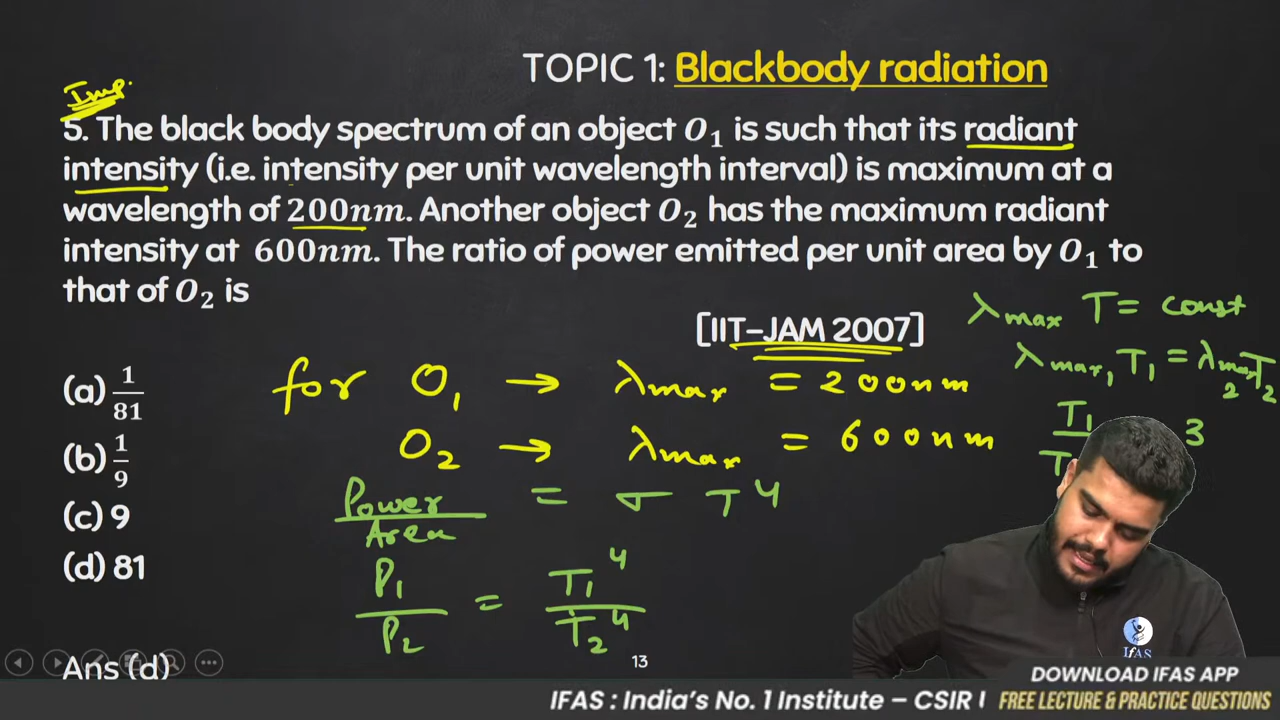 TOPIC 1: Blackbody radiation
Imp.
5. The black body spectrum of an object O₁ is such that its radiant
intensity (i.e. intensity per unit wavelength interval) is maximum at a
wavelength of 200nm. Another object O₂ has the maximum radiant
intensity at 600nm. The ratio of power emitted per unit area by O₁ to
that of O₂ is
[IIT-JAM 2007]
λmax T = const
λmax₁ T₁ = λmax₂ T₂
T₁
T
3
(a) 1/81
(b) 1/9
(c) 9
(d) 81
for O₁ → λmax = 200nm
O₂ → λmax = 600nm
Power/Area = σ T⁴
P₁/P₂ = T₁⁴/T₂⁴
Ans (d)
13
IFAS
DOWNLOAD IFAS APP
IFAS : India's No. 1 Institute – CSIR
FREE LECTURE & PRACTICE QUESTIONS